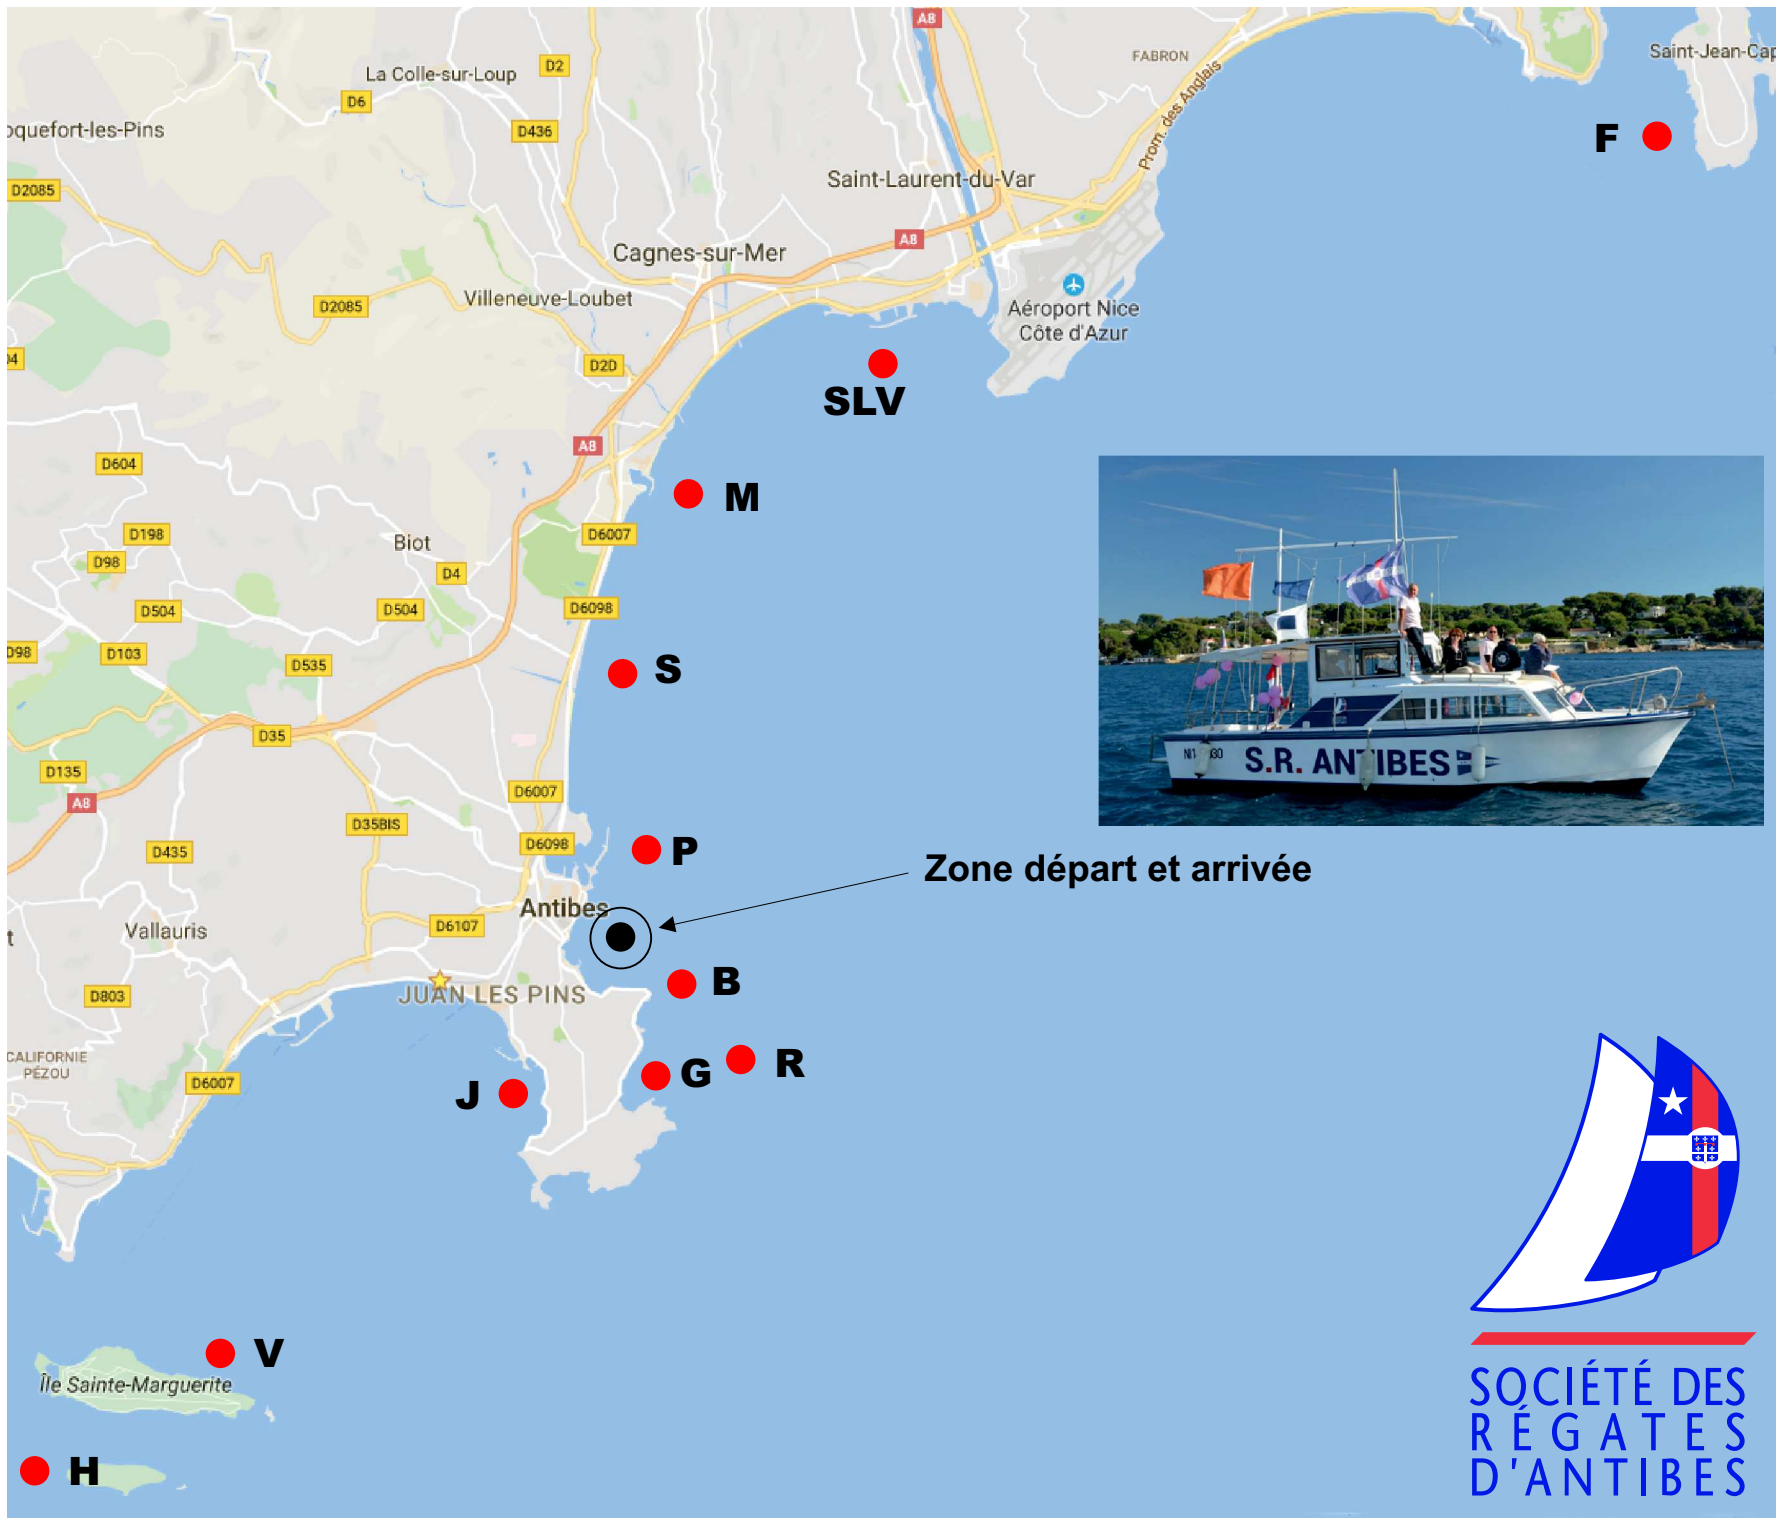 A8
Saint-Jean-Cap
FABRON
La Colle-sur-Loup
D2
D6
Prom. des Anglais
oquefort-les-Pins
D436
F
D2085
Saint-Laurent-du-Var
A8
Cagnes-sur-Mer
Villeneuve-Loubet
D2085
Aéroport Nice
Côte d'Azur
04
D2D
SLV
A8
D604
M
D198
D6007
Biot
D98
D4
D504
D504
D6098
D98
D103
D535
S
D35
D135
A8
D6007
S.R. ANTIBES
D35BIS
D435
D6098
P
Zone départ et arrivée
Antibes
D6107
Vallauris
t
B
D803
JUAN LES PINS
CALIFORNIE
PÉZOU
D6007
J
G
R
V
Île Sainte-Marguerite
H
SOCIÉTÉ DES
RÉGATES
D'ANTIBES